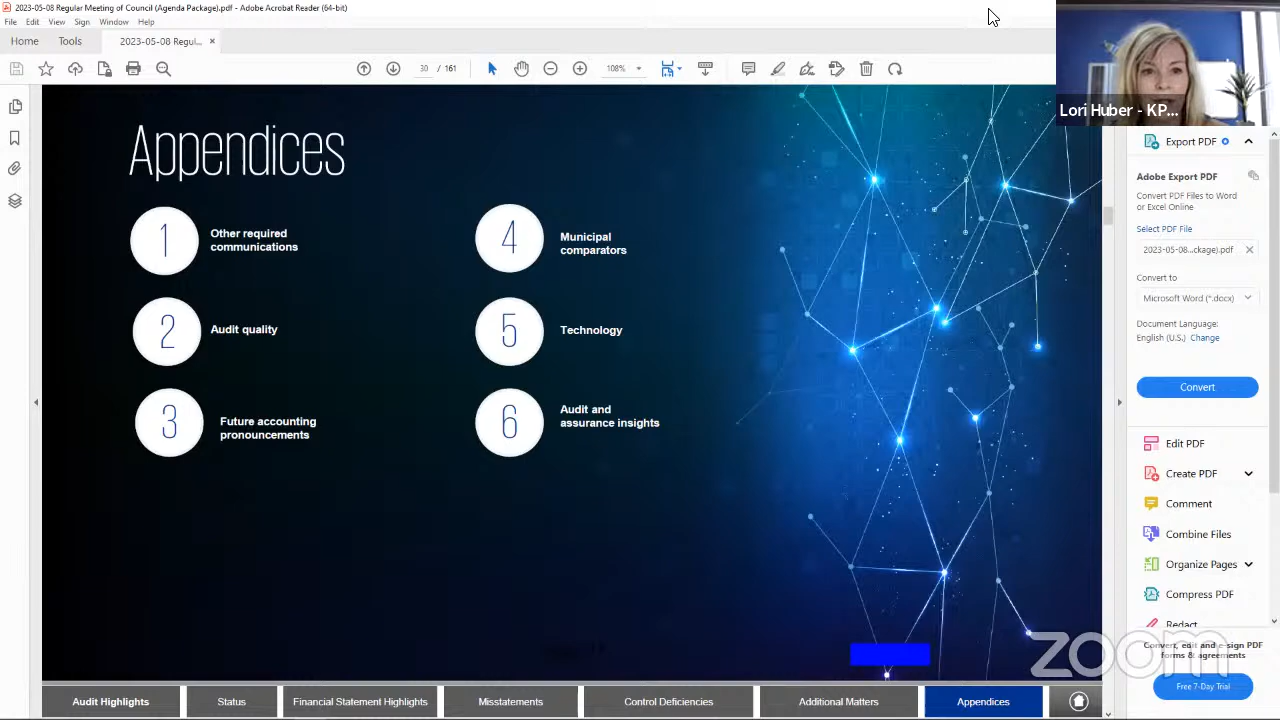 2023-05-08 Regular Meeting of Council (Agenda Package).pdf - Adobe Acrobat Reader (64-bit)
File Edit View Sign Window Help
Home Tools 2023-05-08 Regul... ×
30 / 161 108%
Lori Huber - KP...
Appendices
1 Other required
communications
2 Audit quality
3 Future accounting
pronouncements
4 Municipal
comparators
5 Technology
6 Audit and
assurance insights
Export PDF
Adobe Export PDF
Convert PDF Files to Word
or Excel Online
Select PDF File
2023-05-08...ckage).pdf
Convert to
Microsoft Word (*.docx)
Document Language:
English (U.S.) Change
Convert
Edit PDF
Create PDF
Comment
Combine Files
Organize Pages
Compress PDF
Redact
Convert, edit and e-sign PDF
forms & agreements
Free 7-Day Trial
zoom
Audit Highlights Status Financial Statement Highlights Misstatements Control Deficiencies Additional Matters Appendices